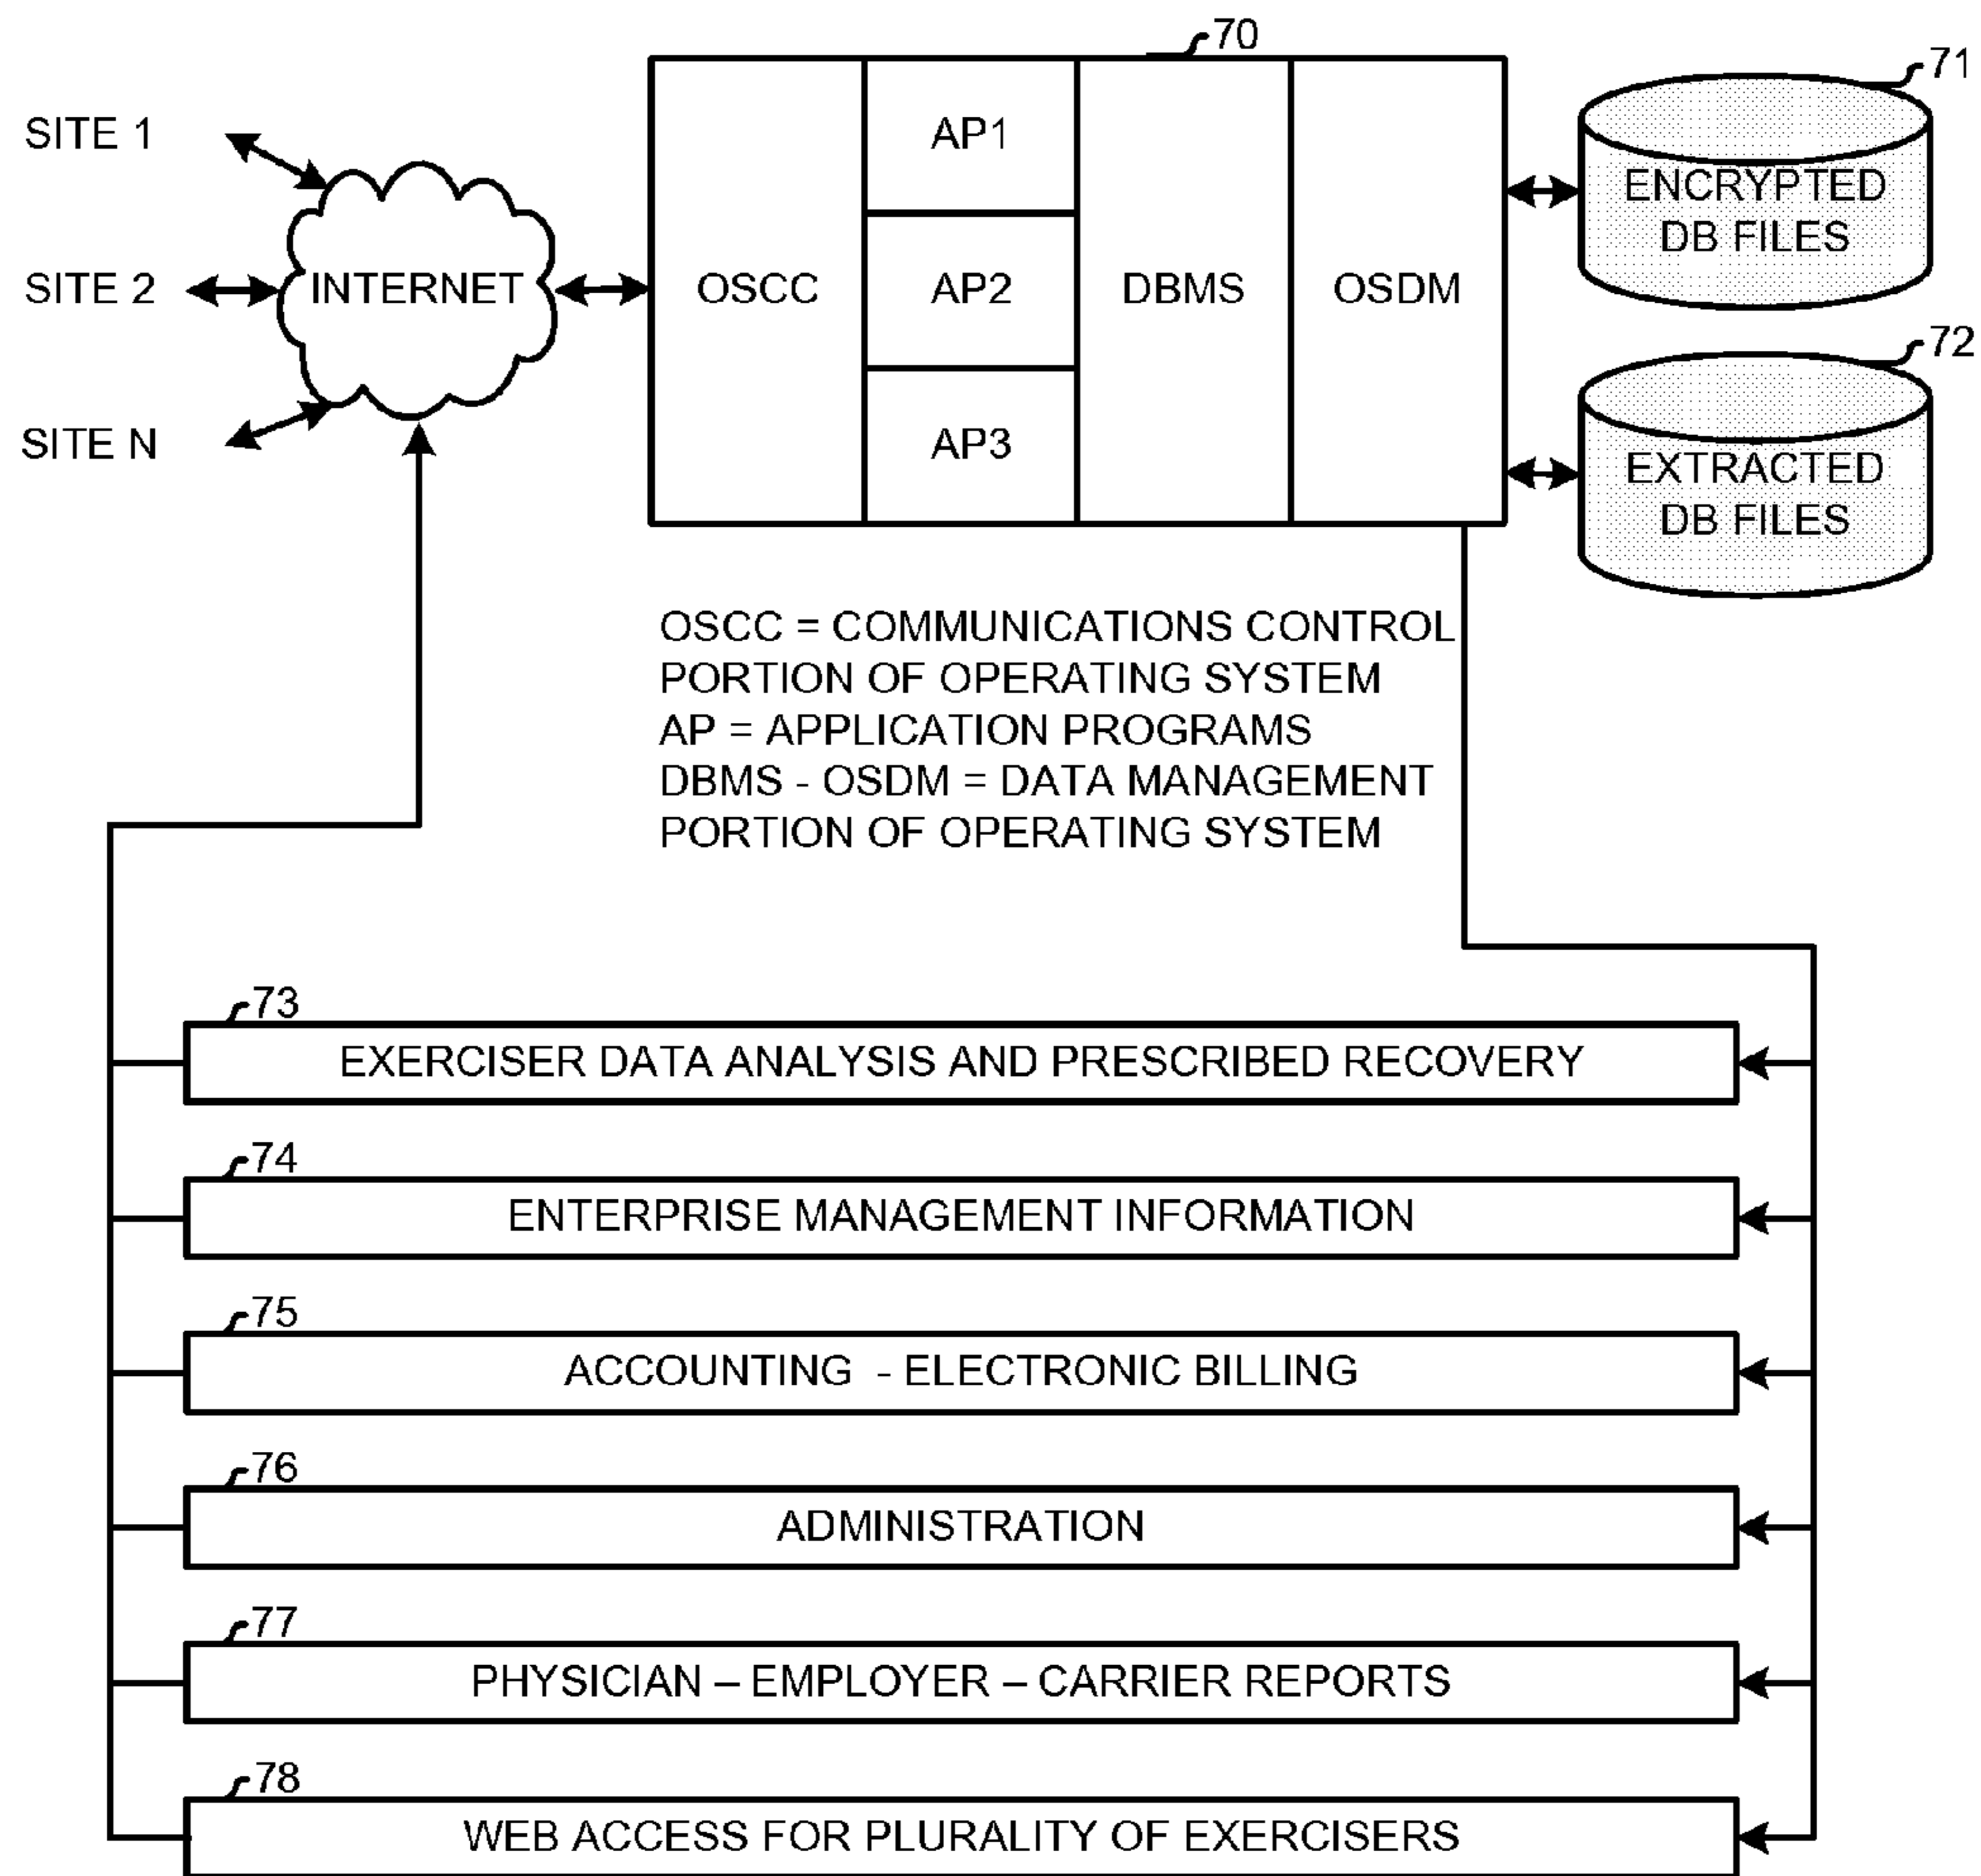 70
71
SITE 1
AP1
ENCRYPTED
DB FILES
SITE 2
INTERNET
OSCC
AP2
DBMS
OSDM
72
SITE N
AP3
EXTRACTED
DB FILES
OSCC = COMMUNICATIONS CONTROL
PORTION OF OPERATING SYSTEM
AP = APPLICATION PROGRAMS
DBMS - OSDM = DATA MANAGEMENT
PORTION OF OPERATING SYSTEM
73
EXERCISER DATA ANALYSIS AND PRESCRIBED RECOVERY
74
ENTERPRISE MANAGEMENT INFORMATION
75
ACCOUNTING - ELECTRONIC BILLING
76
ADMINISTRATION
77
PHYSICIAN – EMPLOYER – CARRIER REPORTS
78
WEB ACCESS FOR PLURALITY OF EXERCISERS